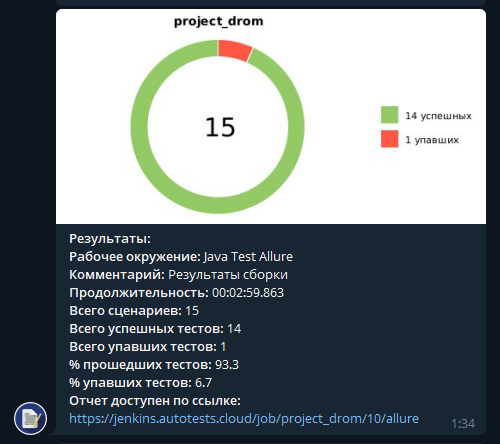 project_drom
15
14 успешных
1 упавших
Результаты:
Рабочее окружение: Java Test Allure
Комментарий: Результаты сборки
Продолжительность: 00:02:59.863
Всего сценариев: 15
Всего успешных тестов: 14
Всего упавших тестов: 1
% прошедших тестов: 93.3
% упавших тестов: 6.7
Отчет доступен по ссылке:
https://jenkins.autotests.cloud/job/project_drom/10/allure
1:34